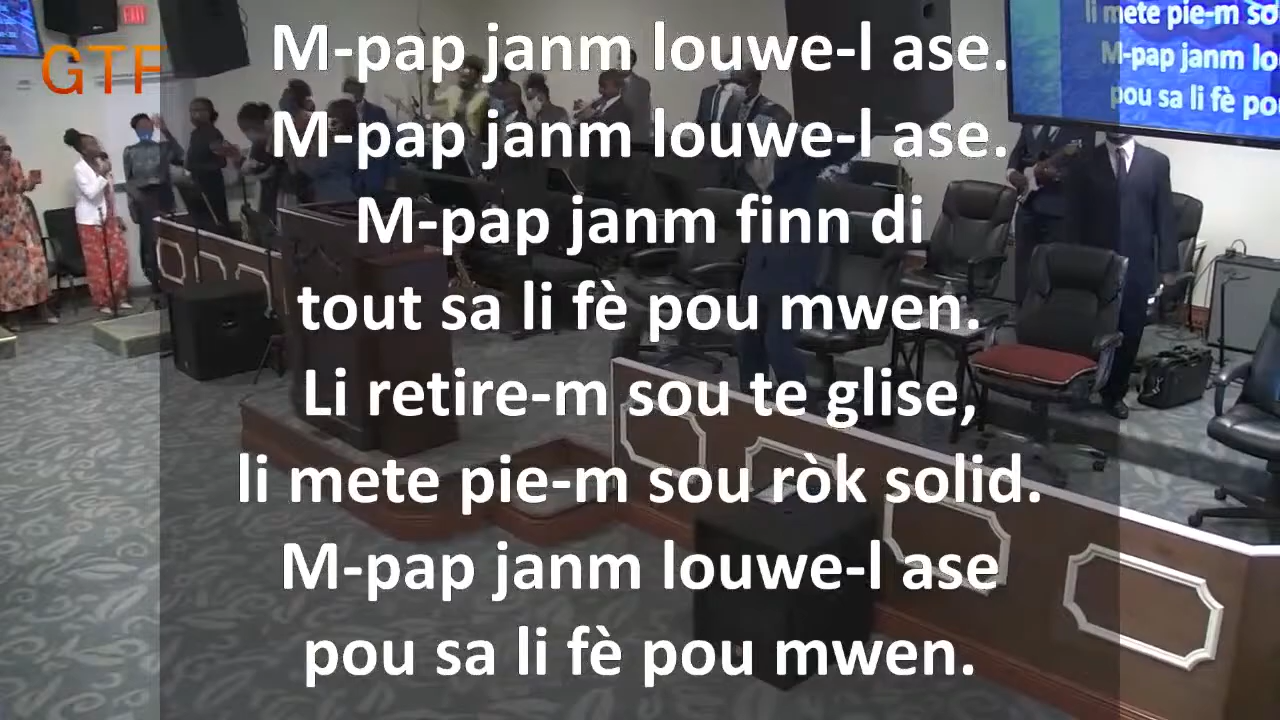 GTF
M-pap janm louwe-l ase.
M-pap janm louwe-l ase.
M-pap janm finn di
tout sa li fè pou mwen.
Li retire-m sou te glise,
li mete pie-m sou ròk solid.
M-pap janm louwe-l ase
pou sa li fè pou mwen.
li mete pie-m so
M-pap janm lo
pou sa li fè po